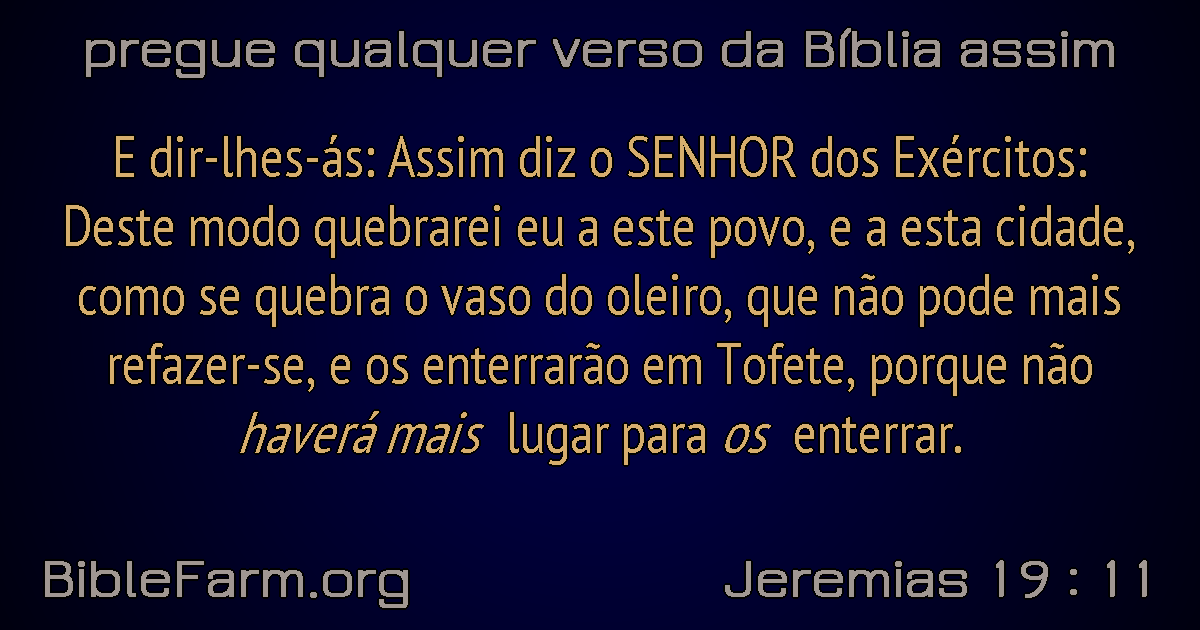 pregue qualquer verso da Bíblia assim
E dir-lhes-ás: Assim diz o SENHOR dos Exércitos:
Deste modo quebrarei eu a este povo, e a esta cidade,
como se quebra o vaso do oleiro, que não pode mais
refazer-se, e os enterrarão em Tofete, porque não
haverá mais lugar para os enterrar.
BibleFarm.org
Jeremias 19 : 11